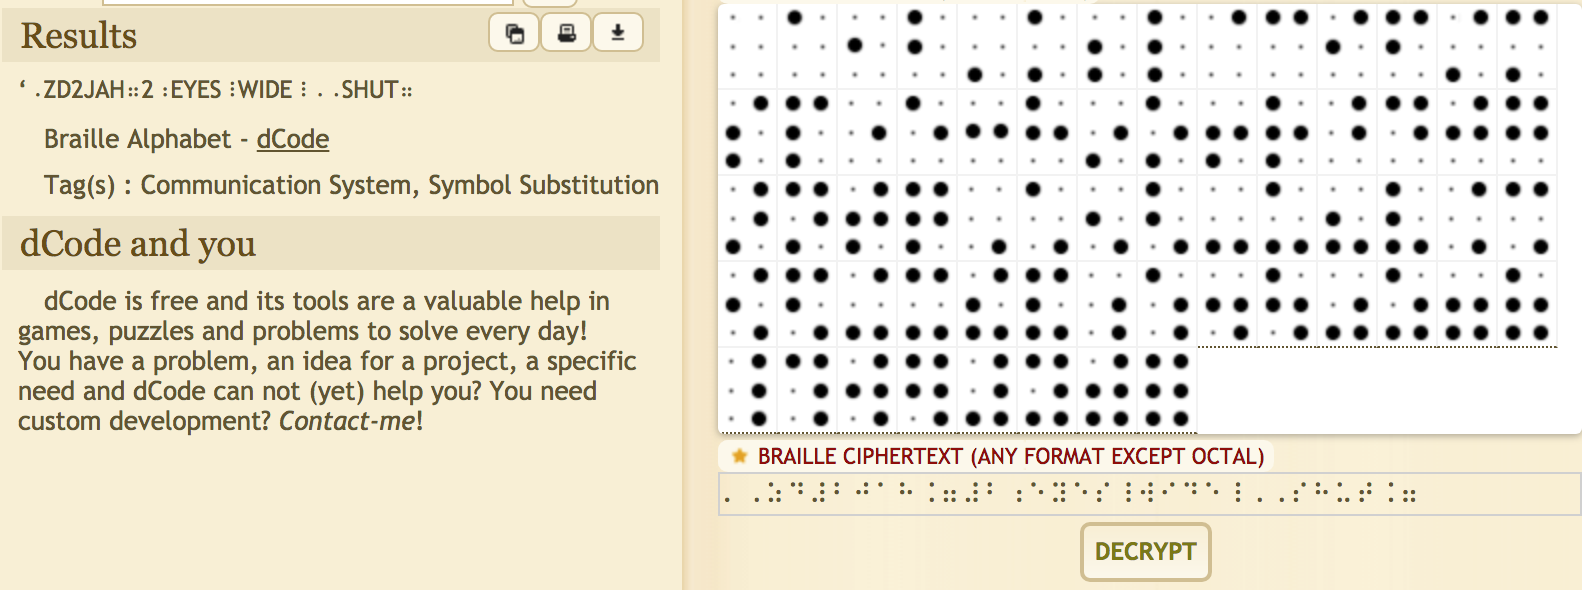 Results
‘ .ZD2JAH⠶2 :EYES ⁝WIDE ⁝ . .SHUT⠶
Braille Alphabet - dCode
Tag(s) : Communication System, Symbol Substitution
dCode and you
dCode is free and its tools are a valuable help in
games, puzzles and problems to solve every day!
You have a problem, an idea for a project, a specific
need and dCode can not (yet) help you? You need
custom development? Contact-me!
BRAILLE CIPHERTEXT (ANY FORMAT EXCEPT OCTAL)
DECRYPT